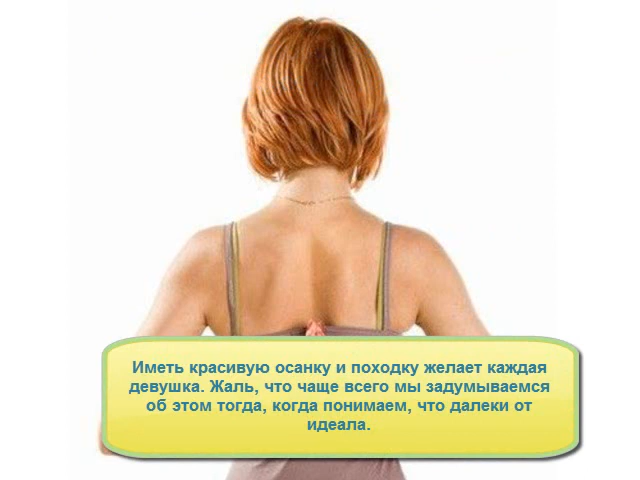 Иметь красивую осанку и походку желает каждая
девушка. Жаль, что чаще всего мы задумываемся
об этом тогда, когда понимаем, что далеки от
идеала.